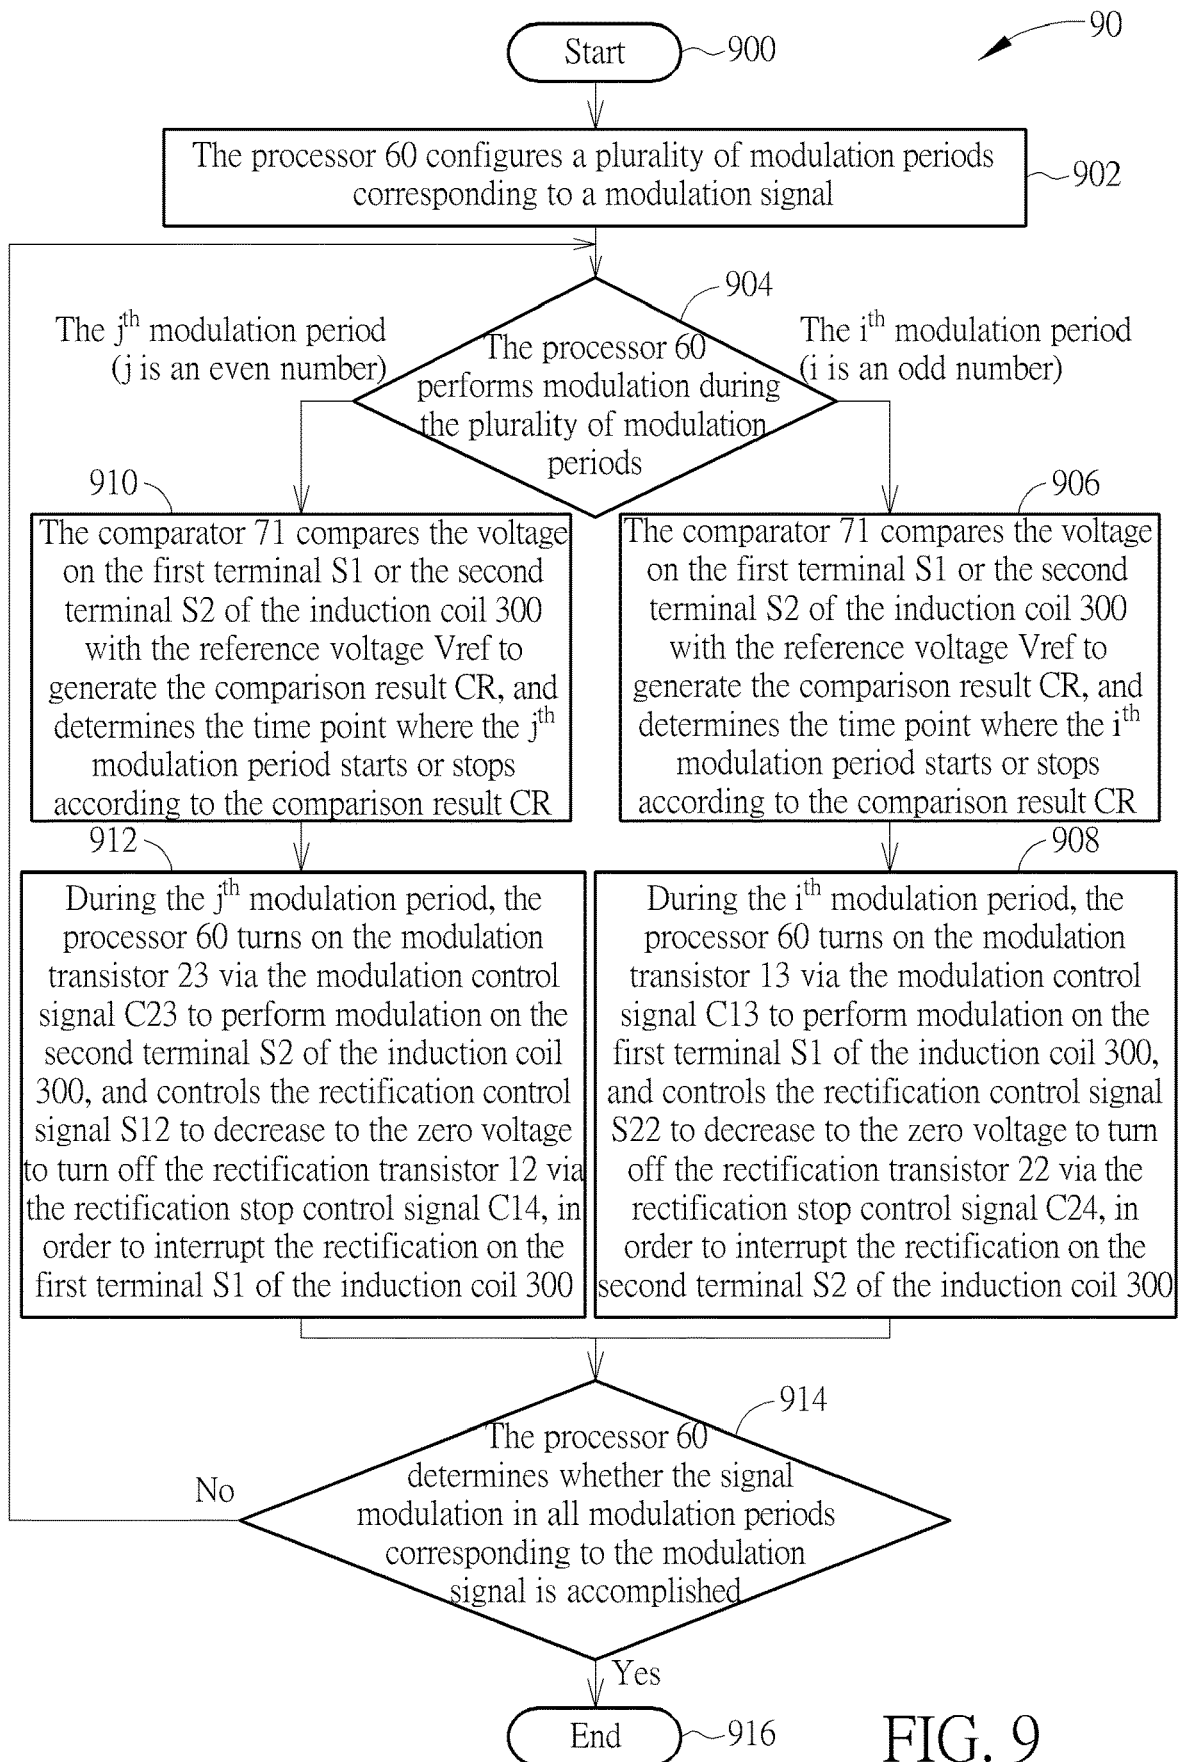 90
Start
900
The processor 60 configures a plurality of modulation periods
corresponding to a modulation signal
902
904
The jth modulation period
(j is an even number)
The ith modulation period
(i is an odd number)
The processor 60
performs modulation during
the plurality of modulation
periods
910
The comparator 71 compares the voltage
on the first terminal S1 or the second
terminal S2 of the induction coil 300
with the reference voltage Vref to
generate the comparison result CR, and
determines the time point where the jth
modulation period starts or stops
according to the comparison result CR
906
The comparator 71 compares the voltage
on the first terminal S1 or the second
terminal S2 of the induction coil 300
with the reference voltage Vref to
generate the comparison result CR, and
determines the time point where the ith
modulation period starts or stops
according to the comparison result CR
912
During the jth modulation period, the
processor 60 turns on the modulation
transistor 23 via the modulation control
signal C23 to perform modulation on the
second terminal S2 of the induction coil
300, and controls the rectification control
signal S12 to decrease to the zero voltage
to turn off the rectification transistor 12 via
the rectification stop control signal C14, in
order to interrupt the rectification on the
first terminal S1 of the induction coil 300
908
During the ith modulation period, the
processor 60 turns on the modulation
transistor 13 via the modulation control
signal C13 to perform modulation on the
first terminal S1 of the induction coil 300,
and controls the rectification control signal
S22 to decrease to the zero voltage to turn
off the rectification transistor 22 via the
rectification stop control signal C24, in
order to interrupt the rectification on the
second terminal S2 of the induction coil 300
914
The processor 60
determines whether the signal
modulation in all modulation periods
corresponding to the modulation
signal is accomplished
No
Yes
End
916
FIG. 9